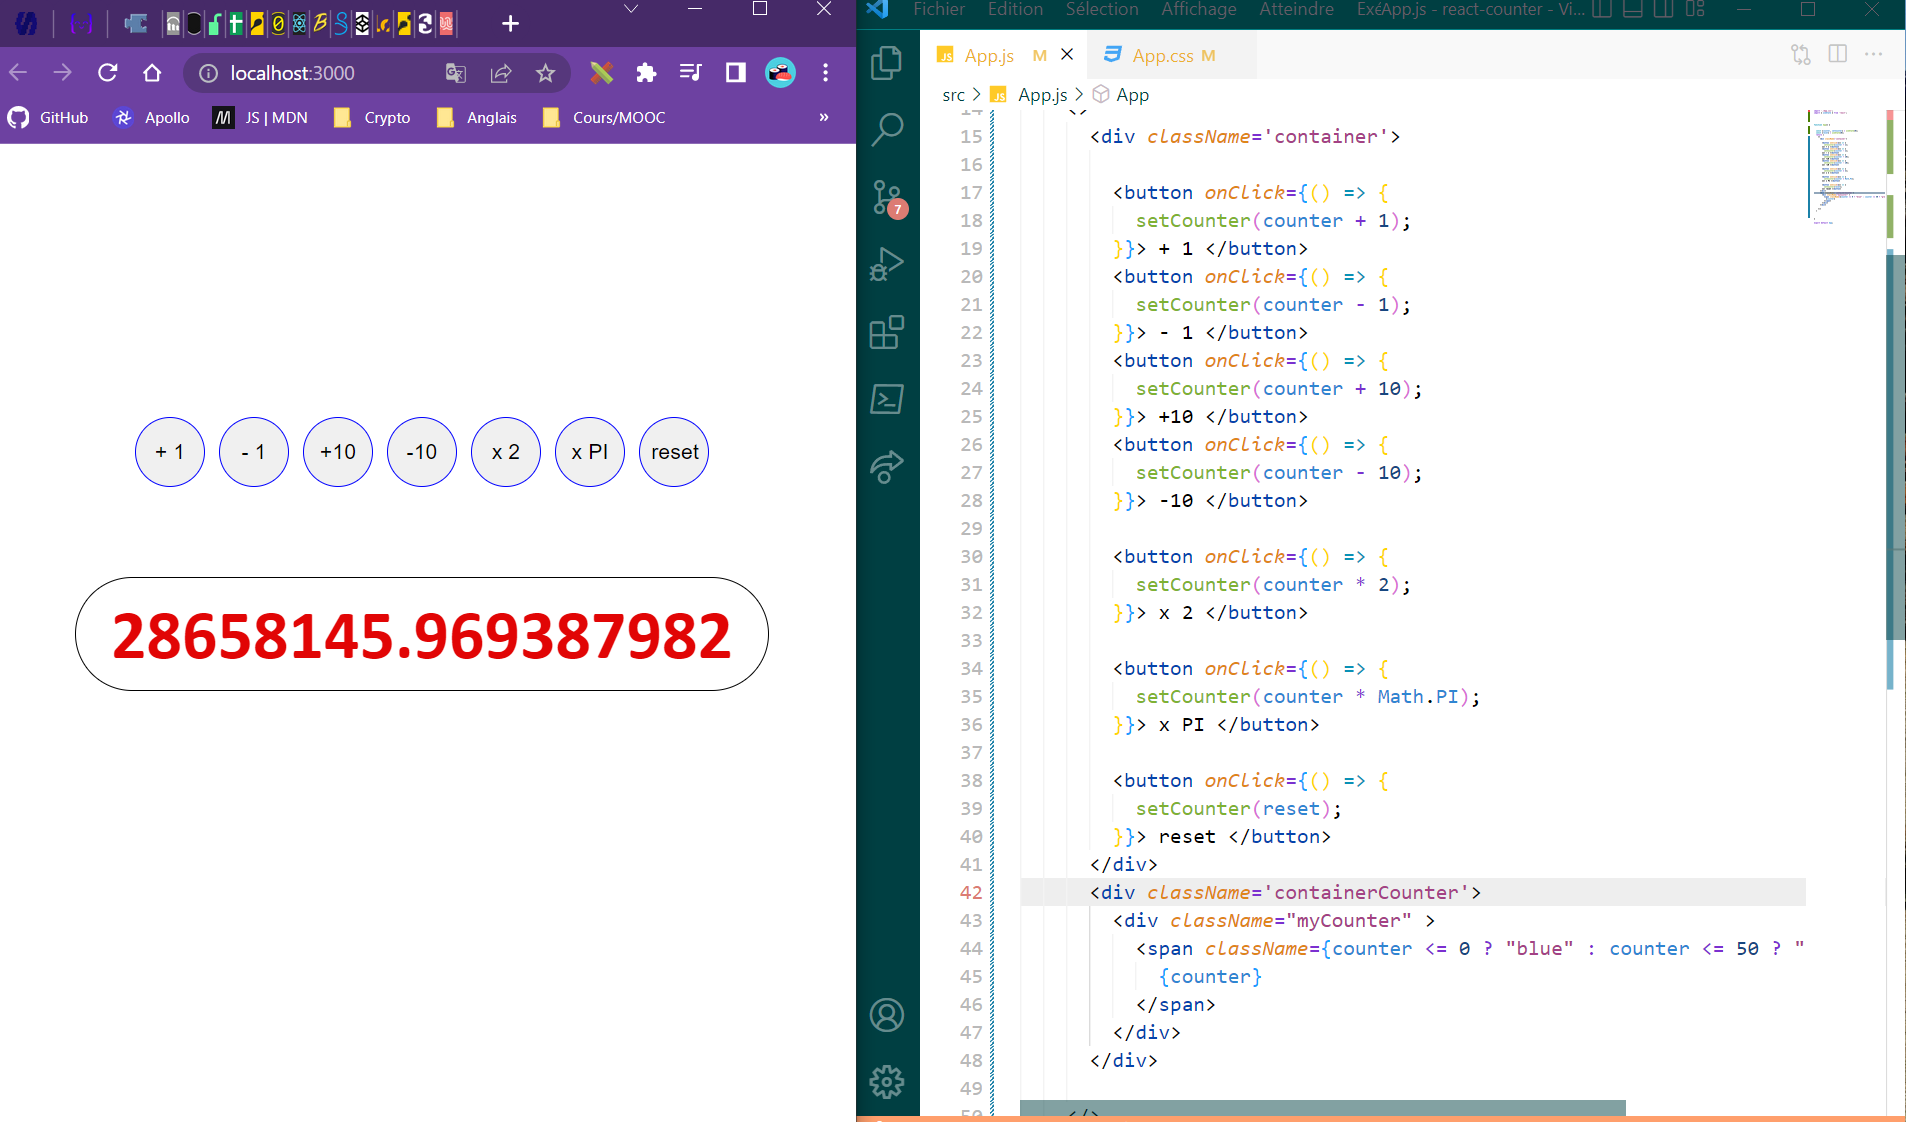 localhost:3000
GitHub Apollo JS | MDN Crypto Anglais Cours/MOOC »
+ 1 - 1 +10 -10 x 2 x PI reset
28658145.969387982
Fichier Edition Sélection Affichage Atteindre App.js - react-counter - Vi...
JS App.js M App.css M
src > JS App.js > App
7
15 <div className='container'>
16
17 <button onClick={() => {
18 setCounter(counter + 1);
19 }}> + 1 </button>
20 <button onClick={() => {
21 setCounter(counter - 1);
22 }}> - 1 </button>
23 <button onClick={() => {
24 setCounter(counter + 10);
25 }}> +10 </button>
26 <button onClick={() => {
27 setCounter(counter - 10);
28 }}> -10 </button>
29
30 <button onClick={() => {
31 setCounter(counter * 2);
32 }}> x 2 </button>
33
34 <button onClick={() => {
35 setCounter(counter * Math.PI);
36 }}> x PI </button>
37
38 <button onClick={() => {
39 setCounter(reset);
40 }}> reset </button>
41 </div>
42 <div className='containerCounter'>
43 <div className="myCounter" >
44 <span className={counter <= 0 ? "blue" : counter <= 50 ? "
45 {counter}
46 </span>
47 </div>
48 </div>
49
50 </>